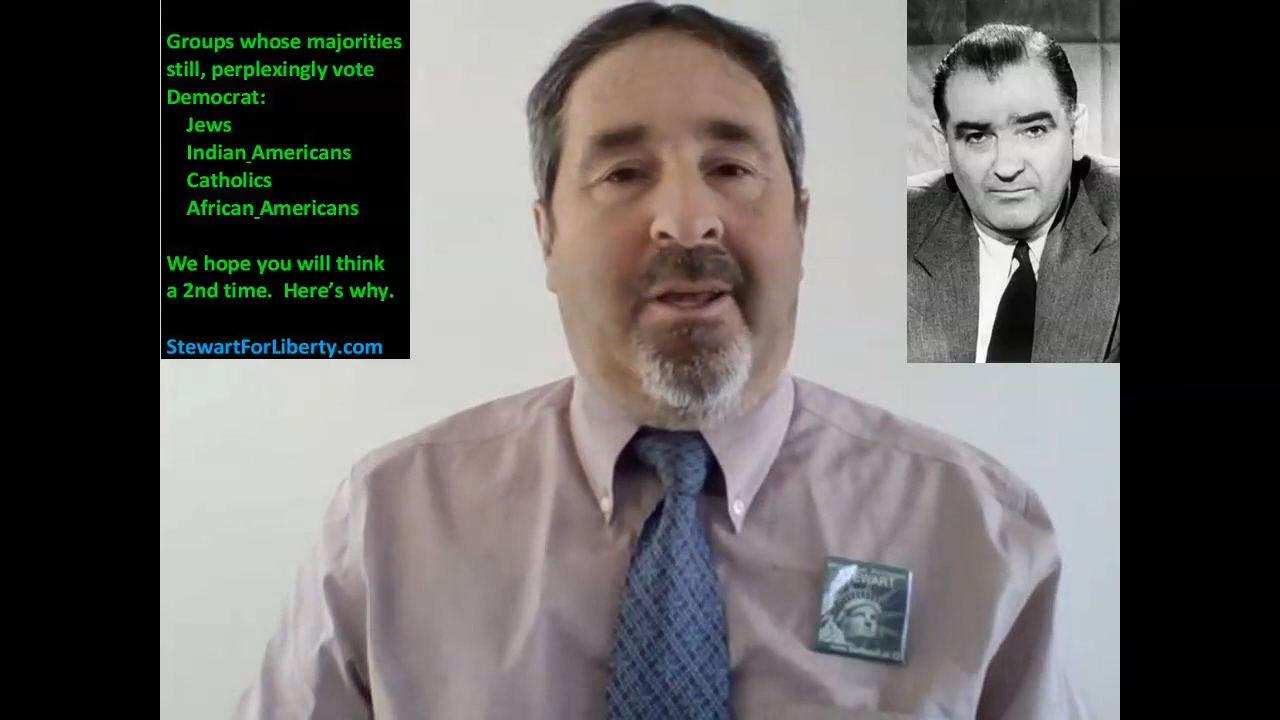 Groups whose majorities
still, perplexingly vote
Democrat:
Jews
Indian_Americans
Catholics
African_Americans
We hope you will think
a 2nd time.  Here's why.
StewartForLiberty.com
STEWART